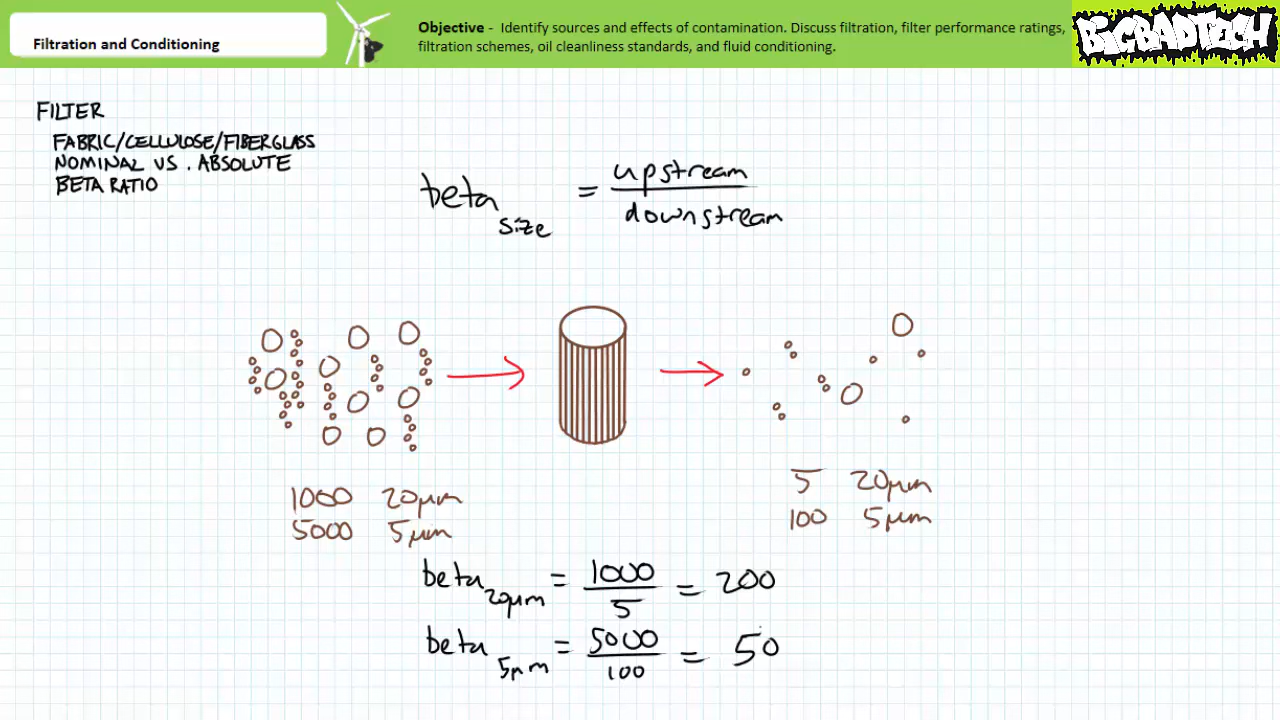 Filtration and Conditioning
Objective - Identify sources and effects of contamination. Discuss filtration, filter performance ratings,
filtration schemes, oil cleanliness standards, and fluid conditioning.
BIGBADTECH
FILTER
FABRIC/CELLULOSE/FIBERGLASS
NOMINAL VS. ABSOLUTE
BETA RATIO
beta size = upstream / downstream
1000 20μm
5000 5μm
5 20μm
100 5μm
beta 20μm = 1000 / 5 = 200
beta 5μm = 5000 / 100 = 50